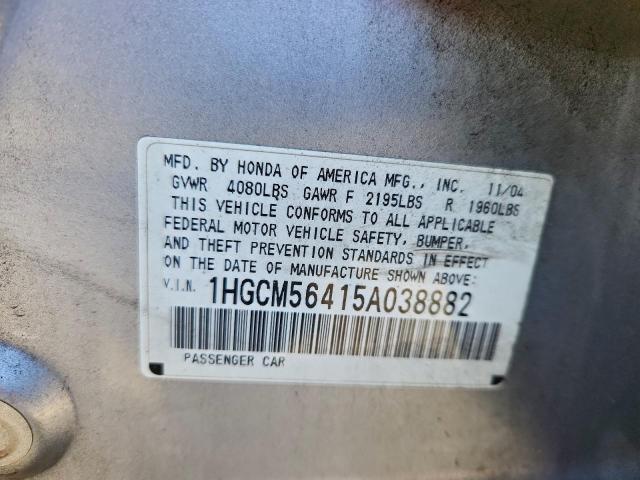 MFD. BY HONDA OF AMERICA MFG., INC. 11/04
GVWR 4080LBS GAWR F 2195LBS R 1960LBS
THIS VEHICLE CONFORMS TO ALL APPLICABLE
FEDERAL MOTOR VEHICLE SAFETY, BUMPER,
AND THEFT PREVENTION STANDARDS IN EFFECT
ON THE DATE OF MANUFACTURE SHOWN ABOVE:
V.I.N. 1HGCM56415A038882
PASSENGER CAR